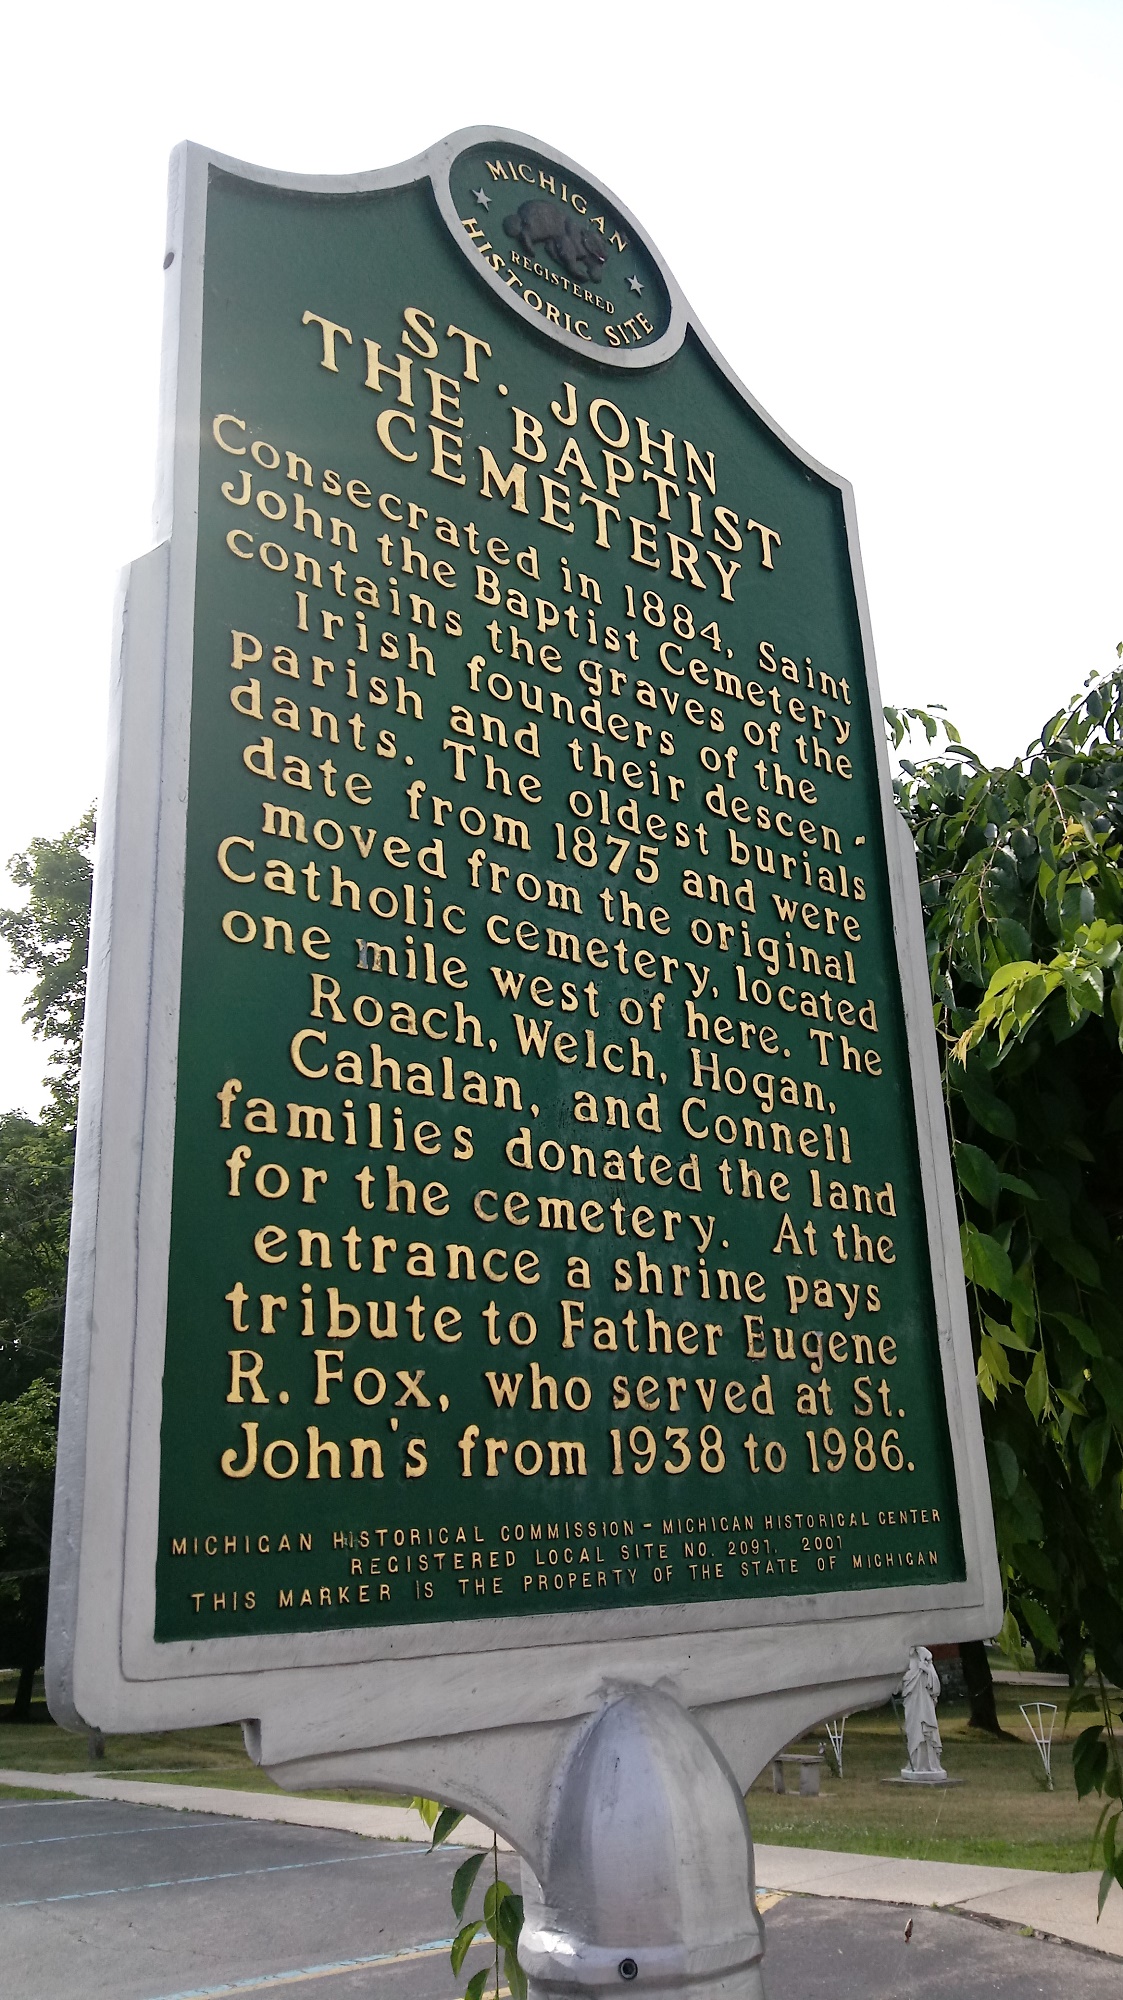 MICHIGAN
REGISTERED
HISTORIC SITE
ST. JOHN
THE BAPTIST
CEMETERY
Consecrated in 1884, Saint
John the Baptist Cemetery
contains the graves of the
Irish founders of the
parish and their descen-
dants. The oldest burials
date from 1875 and were
moved from the original
Catholic cemetery, located
one mile west of here. The
Roach, Welch, Hogan,
Cahalan, and Connell
families donated the land
for the cemetery. At the
entrance a shrine pays
tribute to Father Eugene
R. Fox, who served at St.
John's from 1938 to 1986.
MICHIGAN HISTORICAL COMMISSION - MICHIGAN HISTORICAL CENTER
REGISTERED LOCAL SITE NO. 2091, 2001
THIS MARKER IS THE PROPERTY OF THE STATE OF MICHIGAN